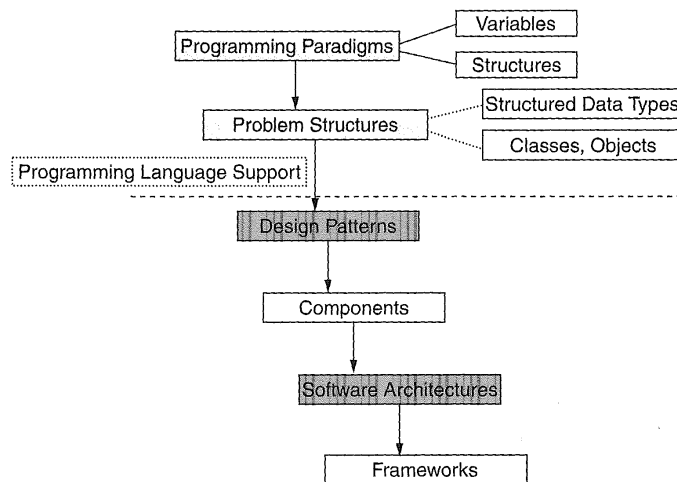 Variables
Programming Paradigms
Structures
Structured Data Types
Problem Structures
Classes, Objects
Programming Language Support
Design Patterns
Components
Software Architectures
Frameworks